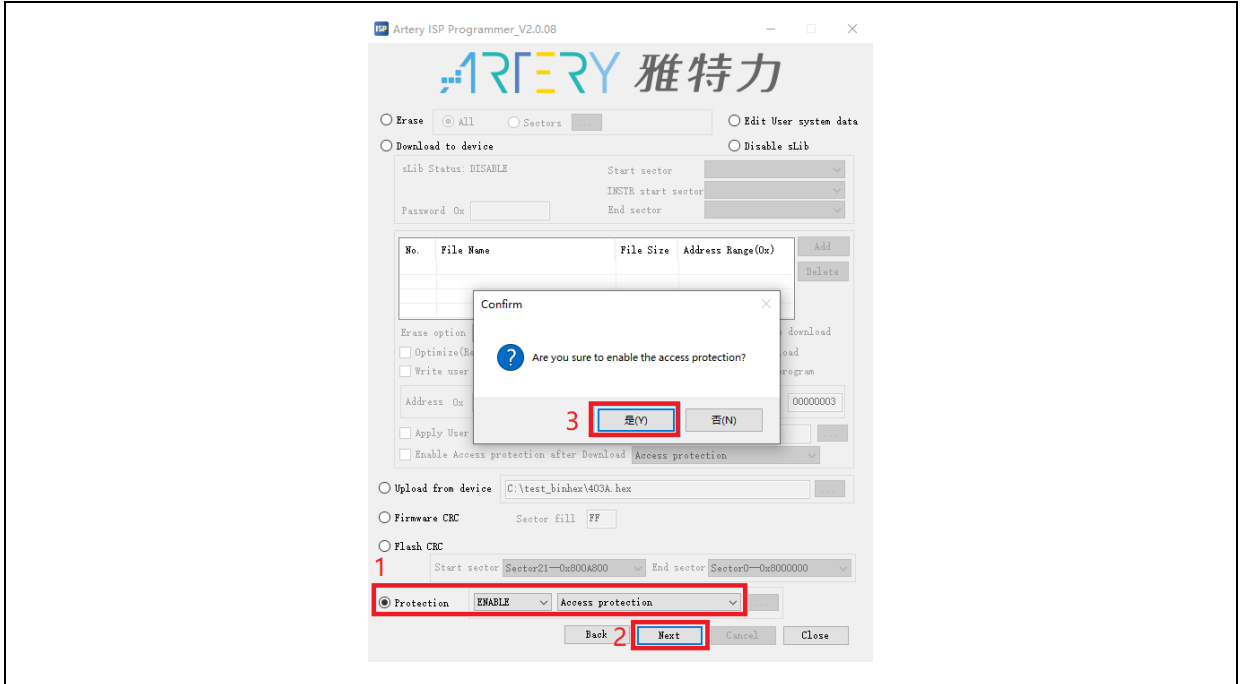 ISP Artery ISP Programmer_V2.0.08
ARTERY 雅特力
Erase All Sectors ... Edit User system data
Download to device Disable sLib
sLib Status: DISABLE Start sector
INSTR start sector
Password 0x End sector
No. File Name File Size Address Range(0x) Add
Delete
Confirm
Erase option download
Are you sure to enable the access protection?
Optimize(Re oad
Write user rogram
Address 0x 00000003
3 是(Y) 否(N)
Apply User ...
Enable Access protection after Download Access protection
Upload from device C:\test_binhex\403A.hex ...
Firmware CRC Sector fill FF
Flash CRC
1 Start sector Sector21—0x800A800 End sector Sector0—0x8000000
Protection ENABLE Access protection ...
Back 2 Next Cancel Close